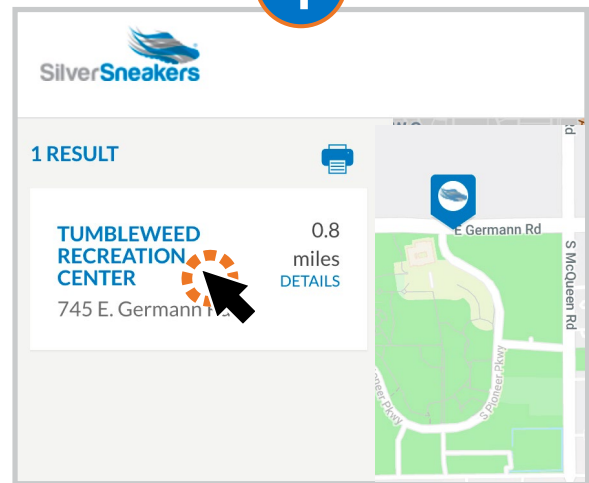 SilverSneakers
1 RESULT
TUMBLEWEED
RECREATION
CENTER
745 E. Germann
0.8
miles
DETAILS
E Germann Rd
S McQueen Rd
S Pioneer Pkwy